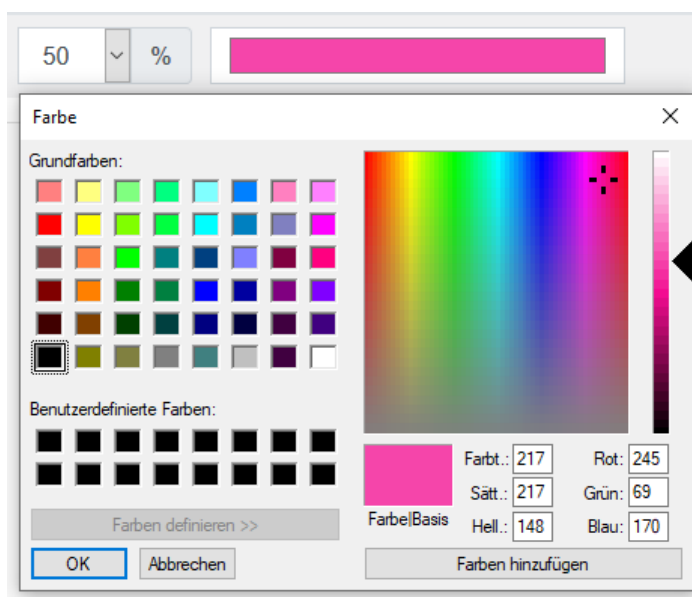 50 %
Farbe
Grundfarben:
Benutzerdefinierte Farben:
Farben definieren >>
OK Abbrechen
Farbe|Basis
Farbt.: 217 Rot: 245
Sätt.: 217 Grün: 69
Hell.: 148 Blau: 170
Farben hinzufügen